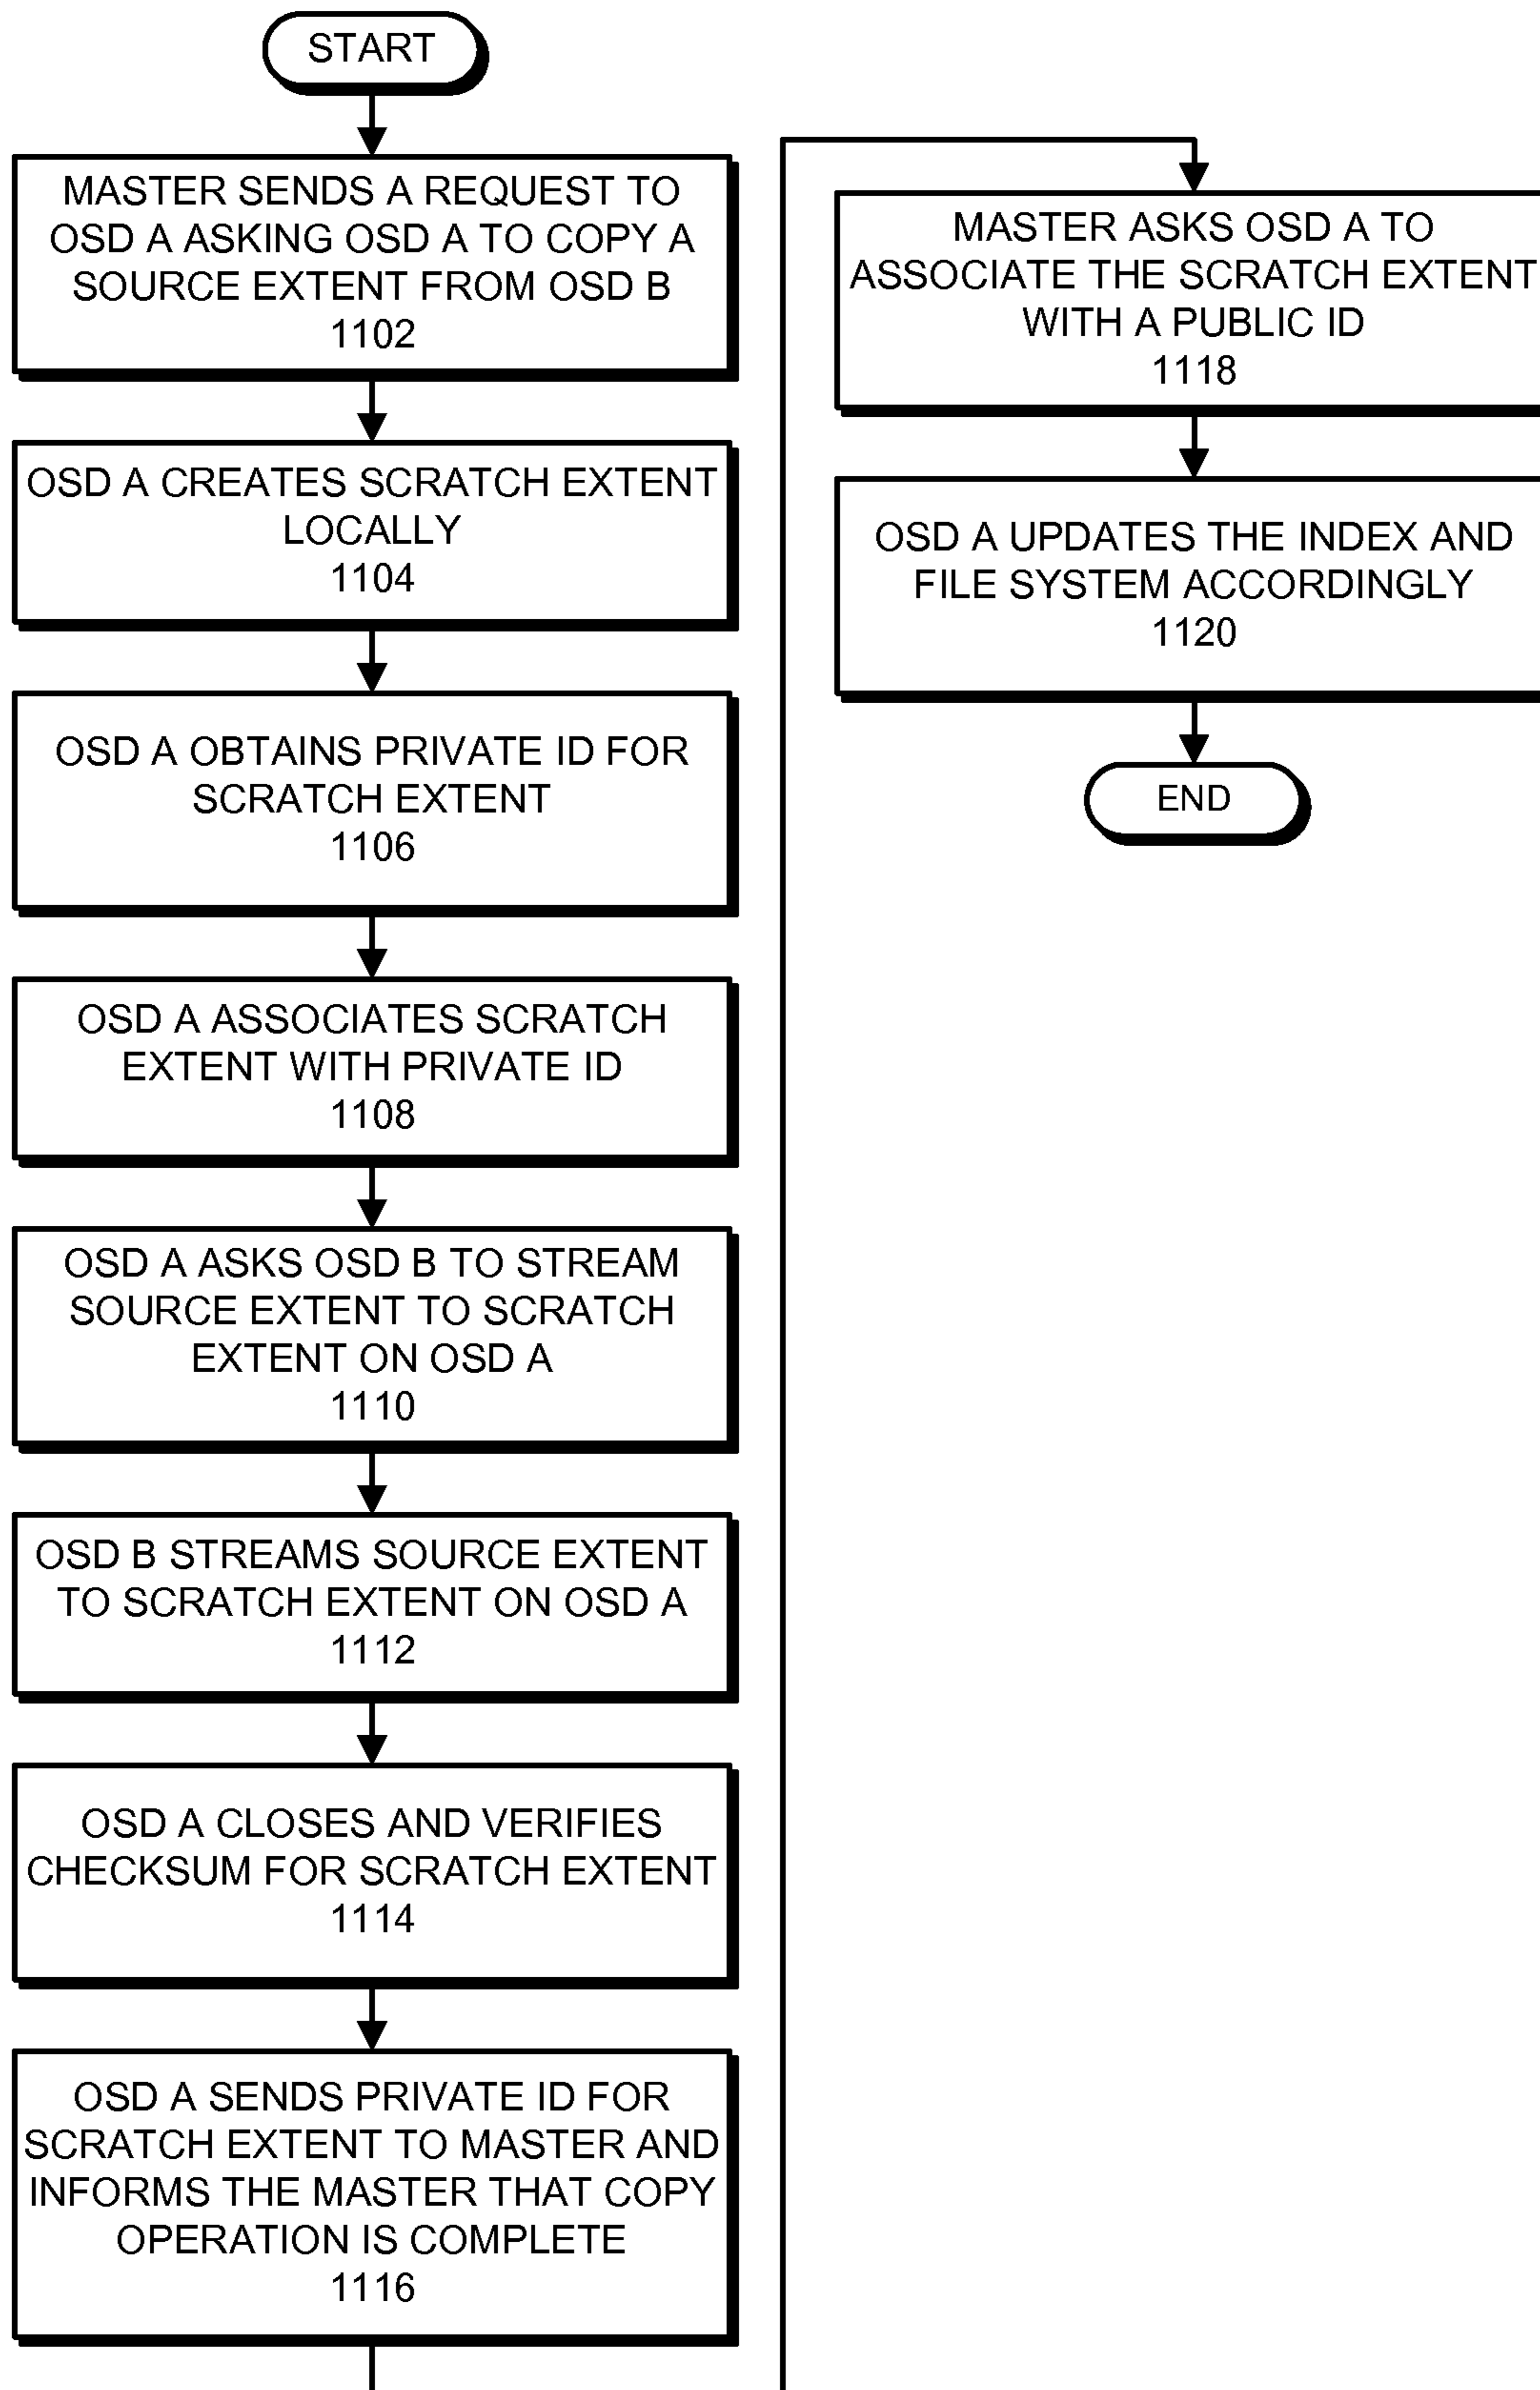 START
MASTER SENDS A REQUEST TO
OSD A ASKING OSD A TO COPY A
SOURCE EXTENT FROM OSD B
1102
OSD A CREATES SCRATCH EXTENT
LOCALLY
1104
OSD A OBTAINS PRIVATE ID FOR
SCRATCH EXTENT
1106
OSD A ASSOCIATES SCRATCH
EXTENT WITH PRIVATE ID
1108
OSD A ASKS OSD B TO STREAM
SOURCE EXTENT TO SCRATCH
EXTENT ON OSD A
1110
OSD B STREAMS SOURCE EXTENT
TO SCRATCH EXTENT ON OSD A
1112
OSD A CLOSES AND VERIFIES
CHECKSUM FOR SCRATCH EXTENT
1114
OSD A SENDS PRIVATE ID FOR
SCRATCH EXTENT TO MASTER AND
INFORMS THE MASTER THAT COPY
OPERATION IS COMPLETE
1116
MASTER ASKS OSD A TO
ASSOCIATE THE SCRATCH EXTENT
WITH A PUBLIC ID
1118
OSD A UPDATES THE INDEX AND
FILE SYSTEM ACCORDINGLY
1120
END